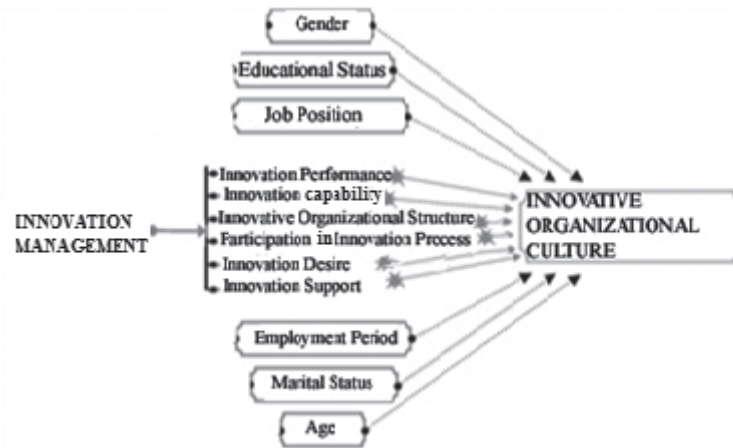 Gender
Educational Status
Job Position
Innovation Performance
Innovation capability
Innovative Organizational Structure
Participation in Innovation Process
Innovation Desire
Innovation Support
INNOVATION
MANAGEMENT
INNOVATIVE
ORGANIZATIONAL
CULTURE
Employment Period
Marital Status
Age